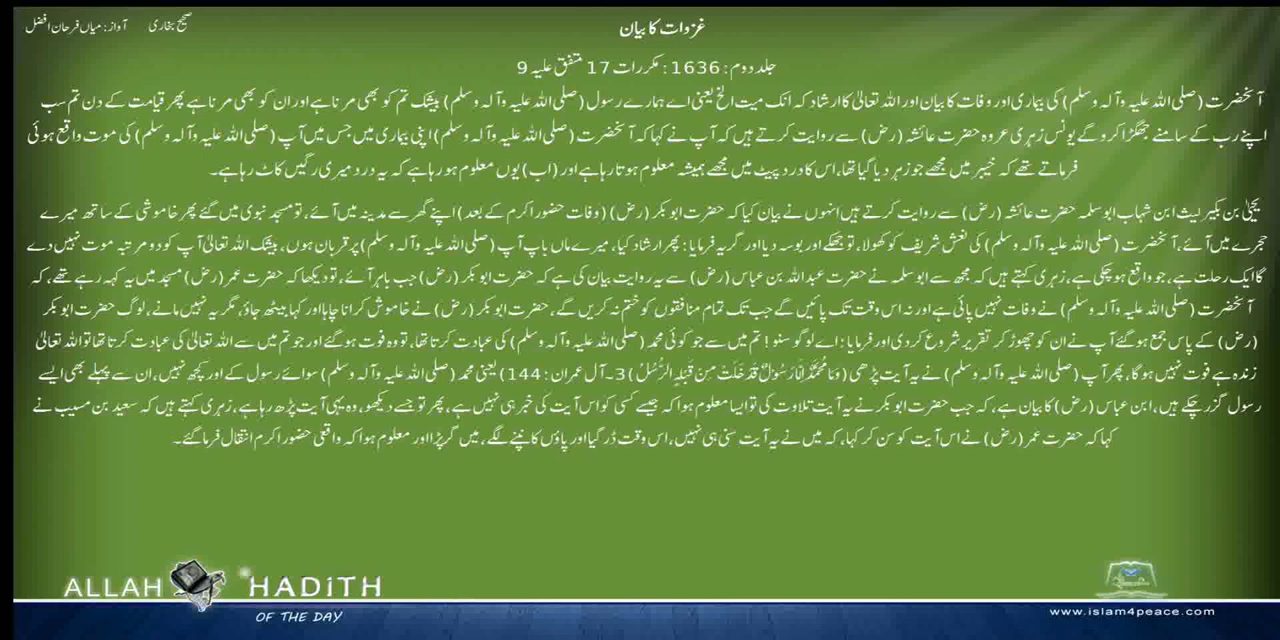 صحیح بخاری
آواز: میاں فرحان افضل
غزوات کا بیان
جلد دوم: 1636: مکررات 17 متفق علیہ 9
آنحضرت (صلی اللہ علیہ وآلہ وسلم) کی بیماری اور وفات کا بیان اور اللہ تعالیٰ کا ارشاد کہ انک میت الخ یعنی اے ہمارے رسول (صلی اللہ علیہ وآلہ وسلم) بیشک تم کو بھی مرنا ہے اور ان کو بھی مرنا ہے پھر قیامت کے دن تم سب
اپنے رب کے سامنے جھگڑا کرو گے یونس زہری عروہ حضرت عائشہ (رض) سے روایت کرتے ہیں کہ آپ نے کہا کہ آنحضرت (صلی اللہ علیہ وآلہ وسلم) اپنی بیماری میں جس میں آپ (صلی اللہ علیہ وآلہ وسلم) کی موت واقع ہوئی
فرماتے تھے کہ خیبر میں مجھے جو زہر دیا گیا تھا، اس کا درد پیٹ میں مجھے ہمیشہ معلوم ہوتا رہا ہے اور (اب) یوں معلوم ہو رہا ہے کہ یہ درد میری رگیں کاٹ رہا ہے۔
یحییٰ بن بکیر لیث ابن شہاب ابوسلمہ حضرت عائشہ (رض) سے روایت کرتے ہیں انہوں نے بیان کیا کہ حضرت ابوبکر (رض) (وفات حضور اکرم کے بعد) اپنے گھر سے مدینہ میں آئے، تو مسجد نبوی میں گئے پھر خاموشی کے ساتھ میرے
حجرے میں آئے، آنحضرت (صلی اللہ علیہ وآلہ وسلم) کی نعش شریف کو کھولا، تو جھکے اور بوسہ دیا اور گریہ فرمایا: پھر ارشاد کیا، میرے ماں باپ آپ (صلی اللہ علیہ وآلہ وسلم) پر قربان ہوں، بیشک اللہ تعالیٰ آپ کو دو مرتبہ موت نہیں دے
گا ایک رحلت ہے، جو واقع ہو چکی ہے، زہری کہتے ہیں کہ مجھ سے ابوسلمہ نے حضرت عبداللہ بن عباس (رض) سے یہ روایت بیان کی ہے کہ حضرت ابوبکر (رض) جب باہر آئے، تو دیکھا کہ حضرت عمر (رض) مسجد میں یہ کہہ رہے تھے، کہ
آنحضرت (صلی اللہ علیہ وآلہ وسلم) نے وفات نہیں پائی ہے اور نہ اس وقت تک پائیں گے جب تک تمام منافقوں کو ختم نہ کریں گے، حضرت ابوبکر (رض) نے خاموش کرانا چاہا اور کہا بیٹھ جاؤ، مگر یہ نہیں مانے، لوگ حضرت ابوبکر
(رض) کے پاس جمع ہو گئے آپ نے ان کو چھوڑ کر تقریر شروع کردی اور فرمایا: اے لوگو سنو! تم میں سے جو کوئی محمد (صلی اللہ علیہ وآلہ وسلم) کی عبادت کرتا تھا، تو وہ فوت ہو گئے اور جو تم میں سے اللہ تعالیٰ کی عبادت کرتا تھا تو اللہ تعالیٰ
زندہ ہے فوت نہیں ہوگا، پھر آپ (صلی اللہ علیہ وآلہ وسلم) نے یہ آیت پڑھی (وَمَا مُحَمَّدٌ اِلَّا رَسُوْلٌ قَدْ خَلَتْ مِنْ قَبْلِهِ الرُّسُلُ) 3۔ آل عمران: 144) یعنی محمد (صلی اللہ علیہ وآلہ وسلم) سوائے رسول کے اور کچھ نہیں، ان سے پہلے بھی ایسے
رسول گزر چکے ہیں، ابن عباس (رض) کا بیان ہے، کہ جب حضرت ابوبکر نے یہ آیت تلاوت کی تو ایسا معلوم ہوا کہ جیسے کسی کو اس آیت کی خبر ہی نہیں ہے، پھر تو جسے دیکھو، وہ یہی آیت پڑھ رہا ہے، زہری کہتے ہیں کہ سعید بن مسیب نے
کہا کہ حضرت عمر (رض) نے اس آیت کو سن کر کہا، کہ میں نے یہ آیت سنی ہی نہیں، اس وقت ڈر گیا اور پاؤں کانپنے لگے، میں گر پڑا اور معلوم ہوا کہ واقعی حضور اکرم انتقال فرما گئے۔
ALLAH HADITH
OF THE DAY
www.islam4peace.com